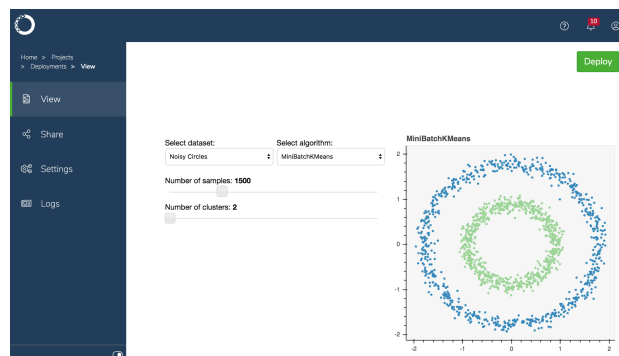 10
Home > Projects
> Deployments > View
Deploy
View
Share
Settings
Logs
Select dataset:
Select algorithm:
Noisy Circles
MiniBatchKMeans
Number of samples: 1500
Number of clusters: 2
MiniBatchKMeans
2
1
0
-1
-2
-2
-1
0
1
2